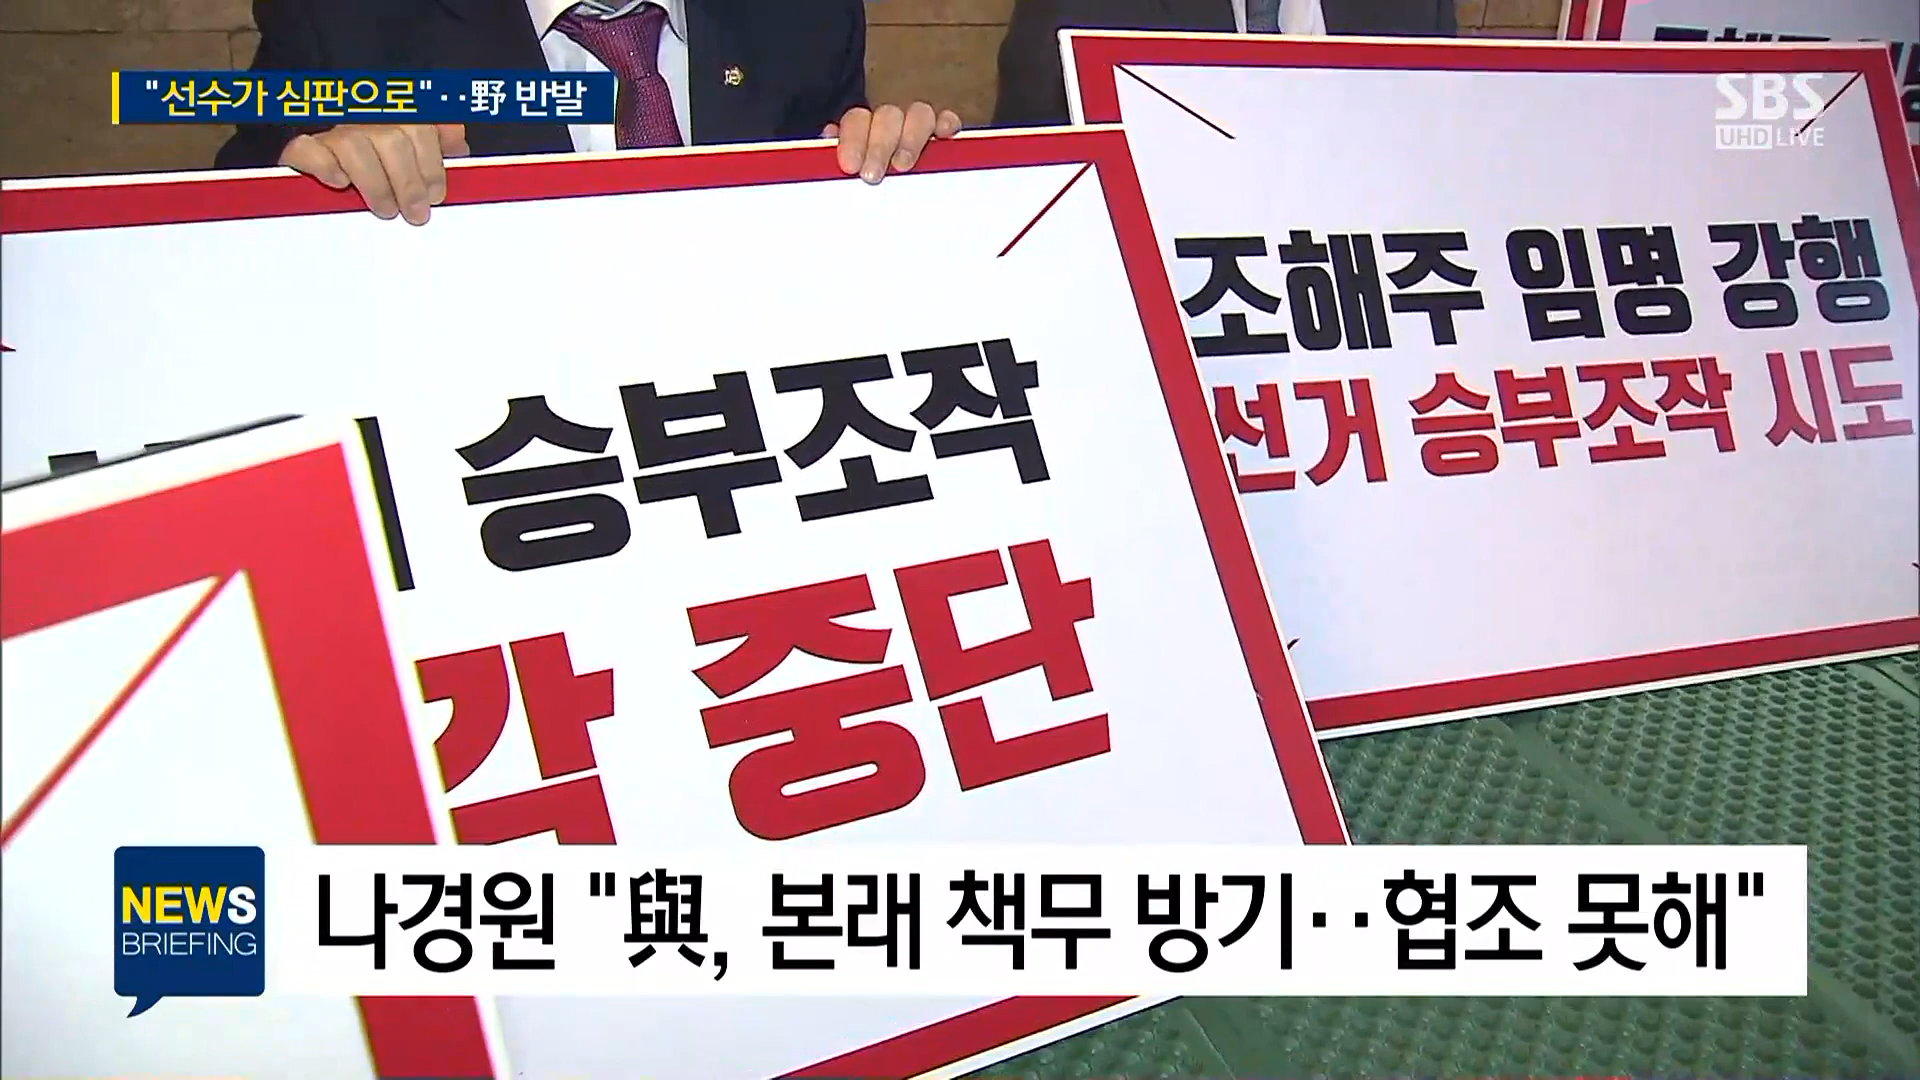 "선수가 심판으로"‥野 반발
SBS
UHD LIVE
조해주 임명 강행
선거 승부조작 시도
승부조작
각 중단
NEWS
BRIEFING
나경원 "與, 본래 책무 방기‥협조 못해"